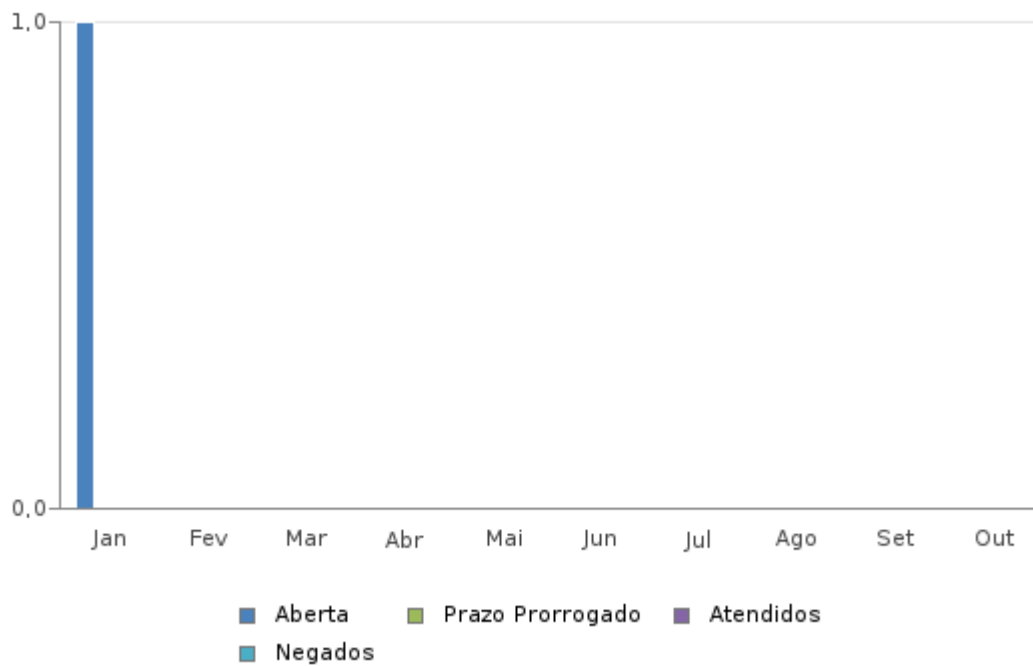 1,0
0,0
Jan Fev Mar Abr Mai Jun Jul Ago Set Out
Aberta Prazo Prorrogado Atendidos
Negados